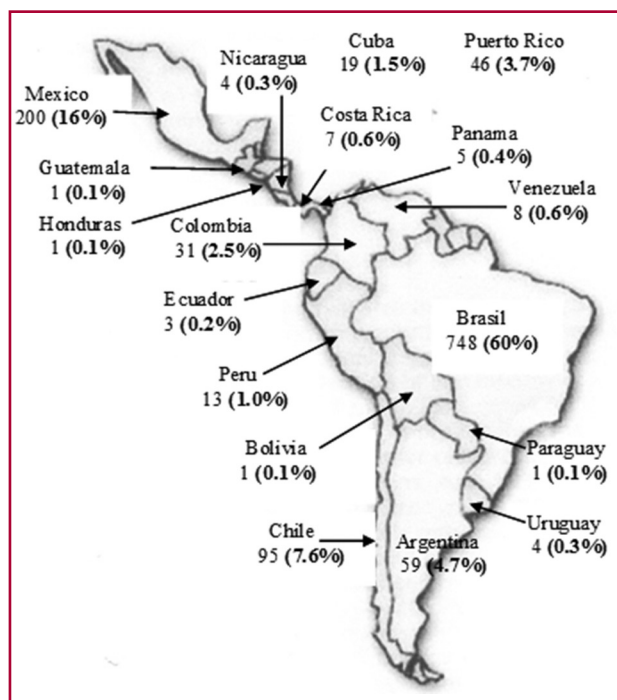 Nicaragua
4 (0.3%)
Cuba
19 (1.5%)
Puerto Rico
46 (3.7%)
Mexico
200 (16%)
Costa Rica
7 (0.6%)
Panama
5 (0.4%)
Guatemala
1 (0.1%)
Venezuela
8 (0.6%)
Honduras
1 (0.1%)
Colombia
31 (2.5%)
Ecuador
3 (0.2%)
Brasil
748 (60%)
Peru
13 (1.0%)
Bolivia
1 (0.1%)
Paraguay
1 (0.1%)
Uruguay
4 (0.3%)
Chile
95 (7.6%)
Argentina
59 (4.7%)